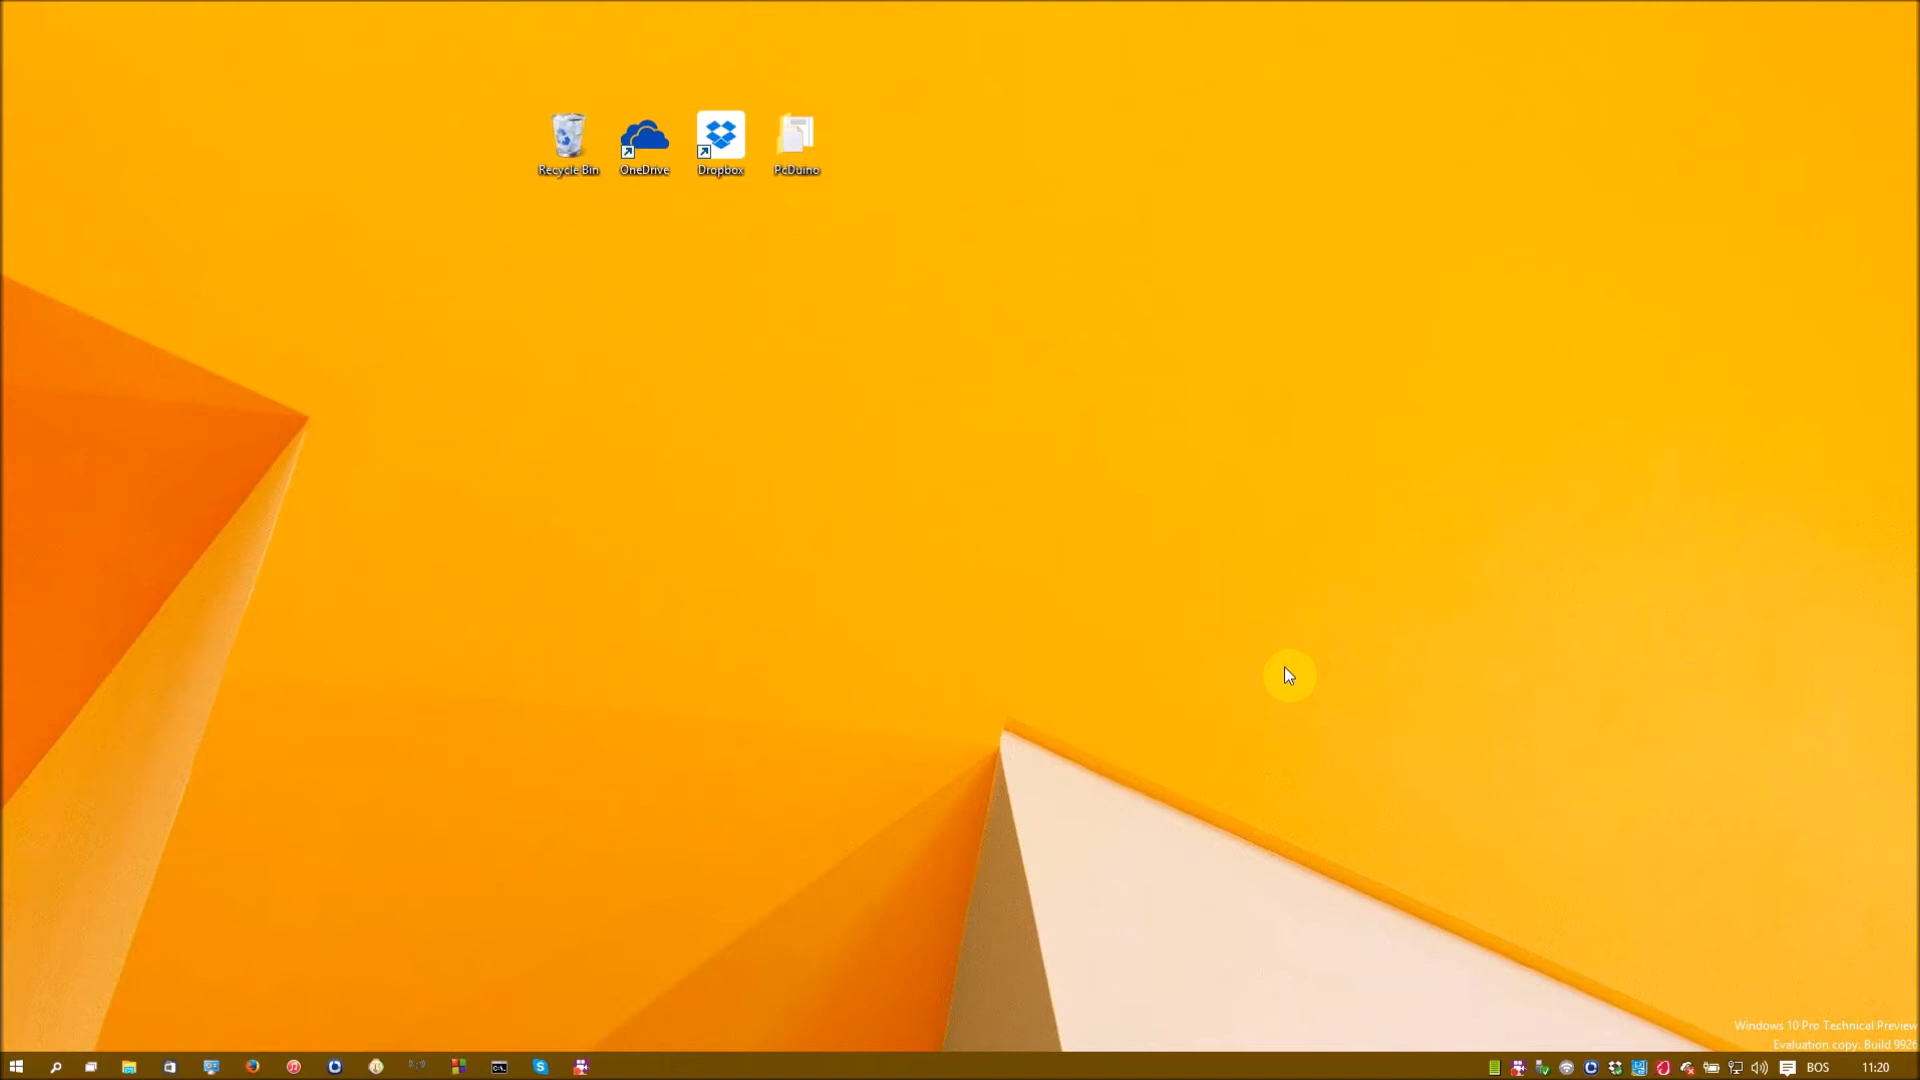 Recycle Bin
OneDrive
Dropbox
PcDuino
Windows 10 Pro Technical Preview
Evaluation copy. Build 9926
BOS
11:20